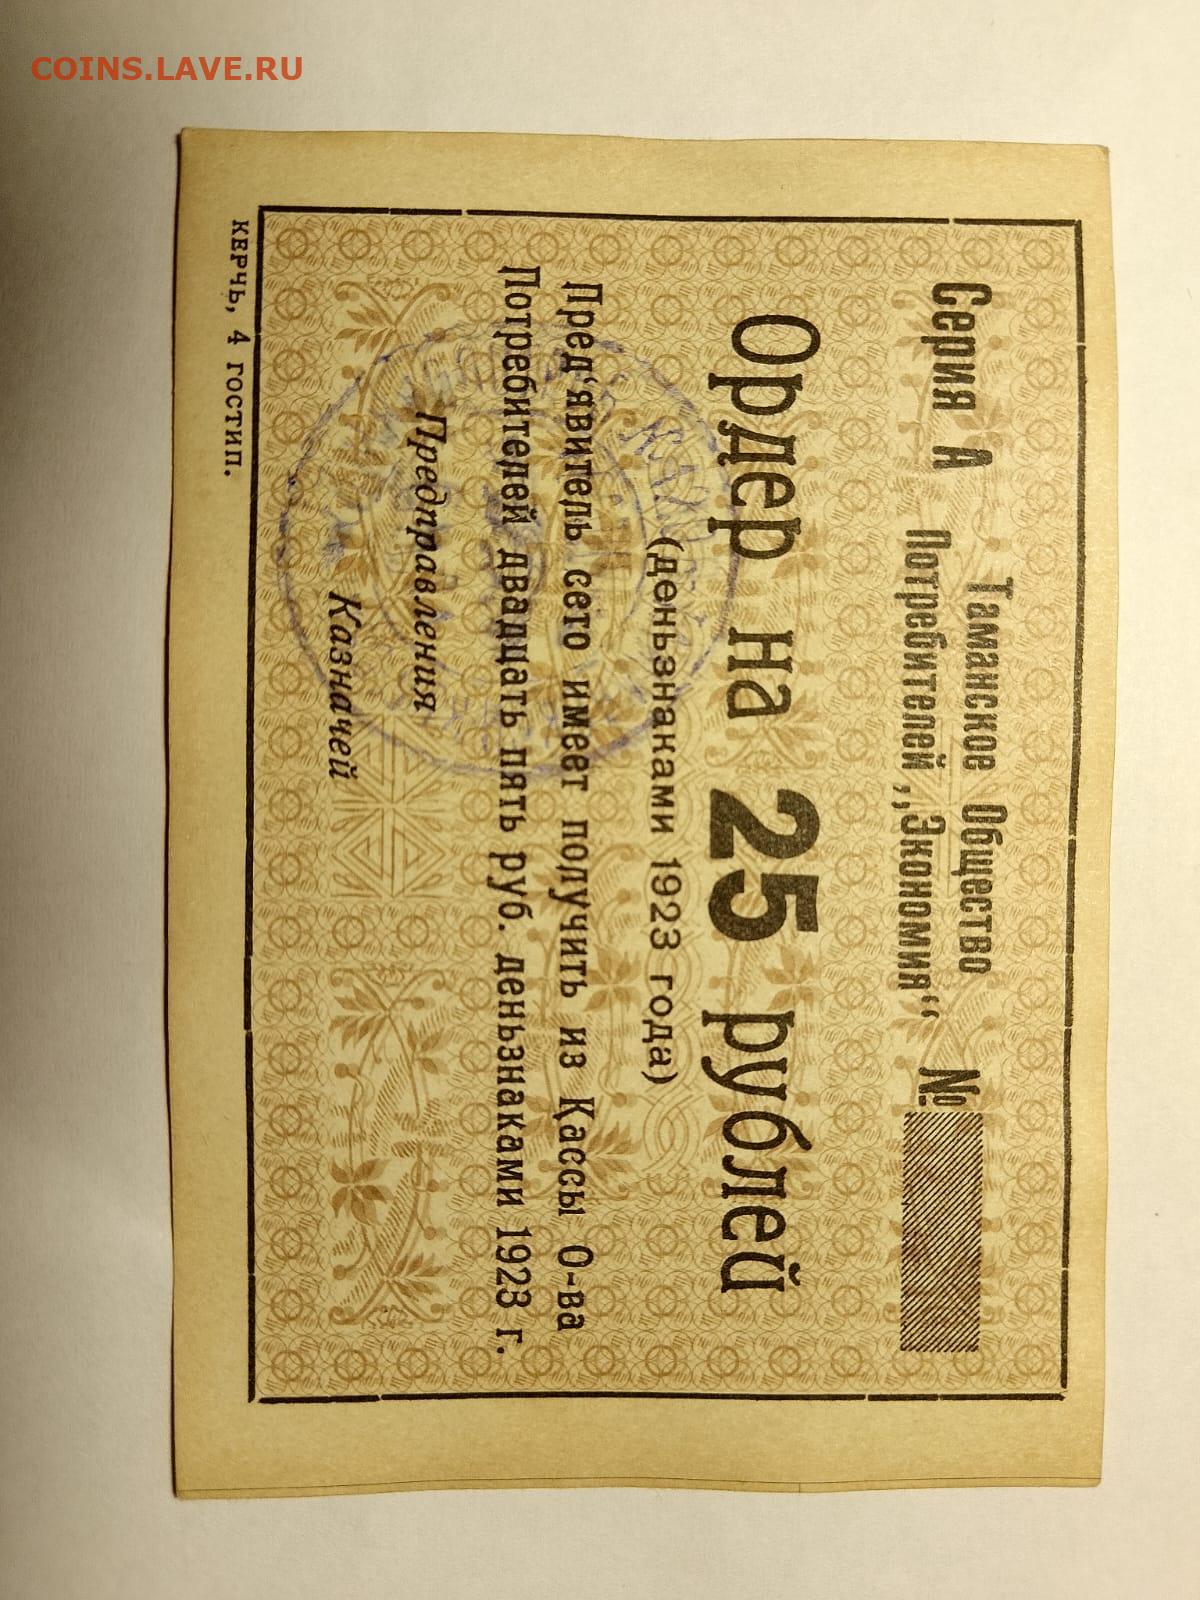 COINS.LAVE.RU
Серия А
Таманское Общество
Потребителей „Экономия“
№
Ордер на 25 рублей
(деньзнаками 1923 года)
Пред‘явитель сего имеет получить из Кассы О-ва
Потребителей двадцать пять руб. деньзнаками 1923 г.
Предправления
Казначей
КЕРЧЬ, 4 ГОСТИП.